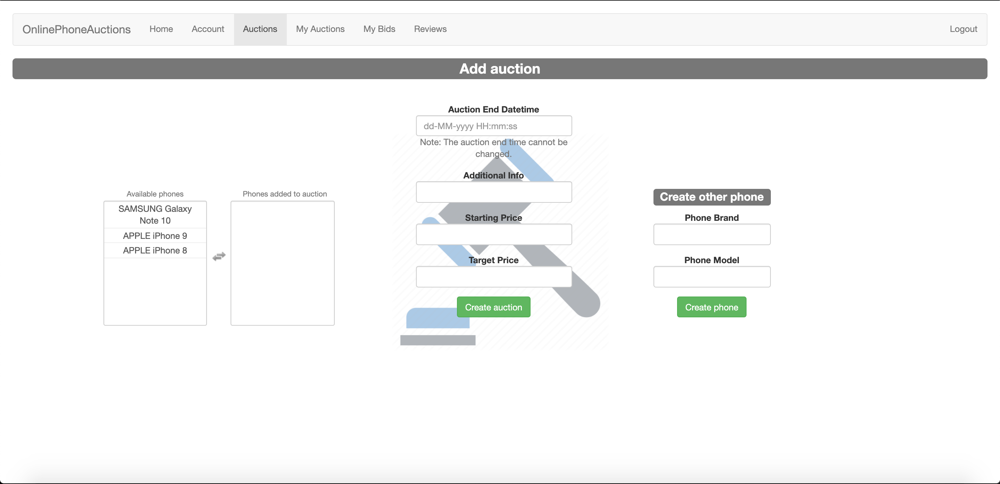 OnlinePhoneAuctions Home Account Auctions My Auctions My Bids Reviews Logout
Add auction
Auction End Datetime
dd-MM-yyyy HH:mm:ss
Note: The auction end time cannot be
changed.
Additional Info
Starting Price
Target Price
Create auction
Available phones
SAMSUNG Galaxy
Note 10
APPLE iPhone 9
APPLE iPhone 8
Phones added to auction
Create other phone
Phone Brand
Phone Model
Create phone